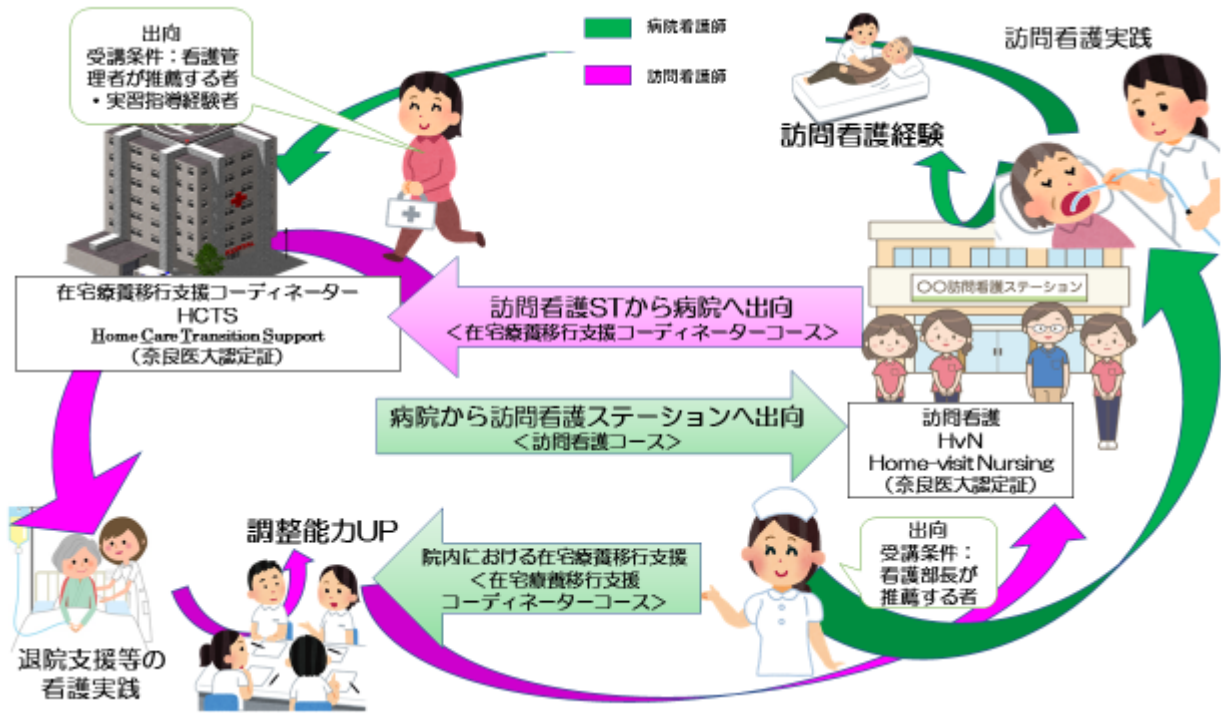 出向
受講条件：看護管
理者が推薦する者
・実習指導経験者
病院看護師
訪問看護師
訪問看護実践
訪問看護経験
〇〇訪問看護ステーション
在宅療養移行支援コーディネーター
HCTS
Home Care Transition Support
（奈良医大認定証）
訪問看護STから病院へ出向
＜在宅療養移行支援コーディネーターコース＞
病院から訪問看護ステーションへ出向
＜訪問看護コース＞
訪問看護
HvN
Home-visit Nursing
（奈良医大認定証）
調整能力UP
院内における在宅療養移行支援
＜在宅療養移行支援
コーディネーターコース＞
出向
受講条件：
看護部長が
推薦する者
退院支援等の
看護実践